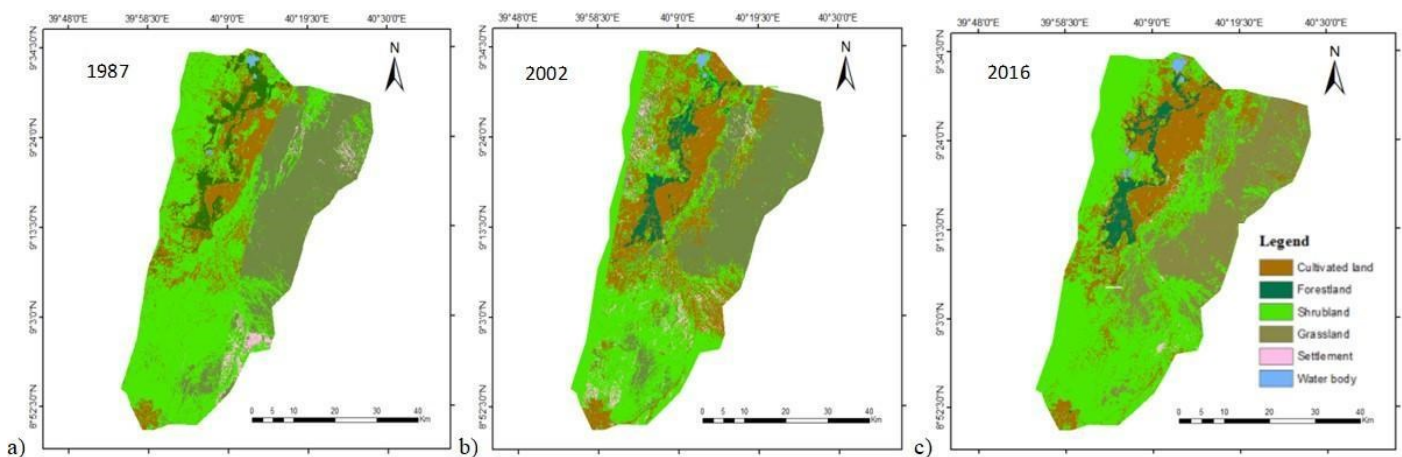 39°48'0"E 39°58'30"E 40°9'0"E 40°19'30"E 40°30'0"E
39°48'0"E 39°58'30"E 40°9'0"E 40°19'30"E 40°30'0"E
39°48'0"E 39°58'30"E 40°9'0"E 40°19'30"E 40°30'0"E
1987
N
2002
N
2016
N
9°34'30"N
9°24'0"N
9°13'30"N
9°3'0"N
8°52'30"N
9°34'30"N
9°24'0"N
9°13'30"N
9°3'0"N
8°52'30"N
9°34'30"N
9°24'0"N
9°13'30"N
9°3'0"N
8°52'30"N
Legend
Cultivated land
Forestland
Shrubland
Grassland
Settlement
Water body
0 5 10 20 30 40
Km
0 5 10 20 30 40
Km
0 5 10 20 30 40
Km
a)
b)
c)